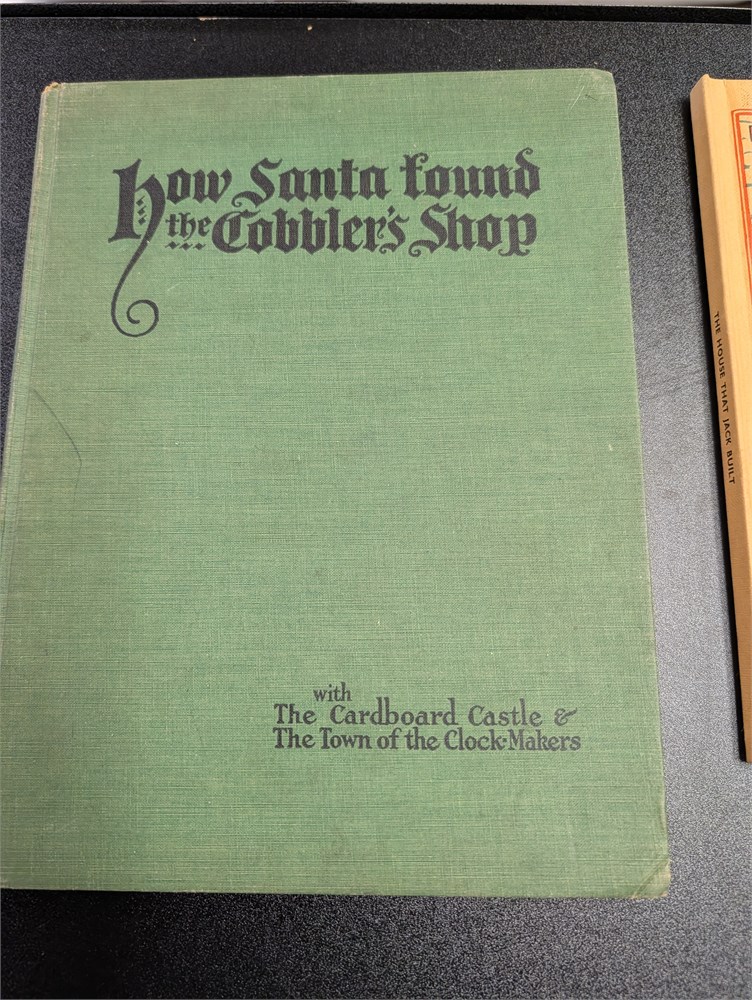 how Santa found
the Cobbler's Shop
with
The Cardboard Castle &
The Town of the Clock-Makers
THE HOUSE THAT JACK BUILT